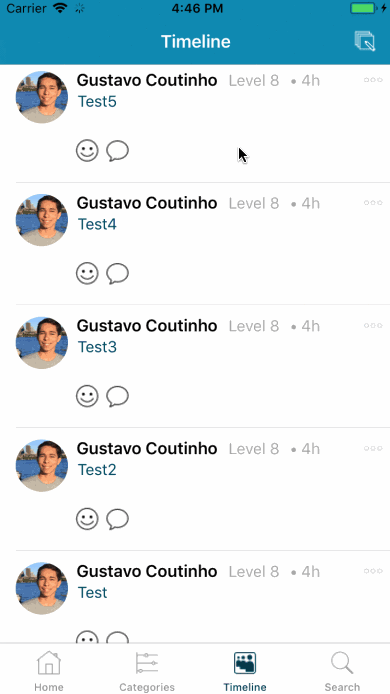 Carrier 4:46 PM
Timeline
Gustavo Coutinho Level 8 • 4h
Test5
Gustavo Coutinho Level 8 • 4h
Test4
Gustavo Coutinho Level 8 • 4h
Test3
Gustavo Coutinho Level 8 • 4h
Test2
Gustavo Coutinho Level 8 • 4h
Test
Home Categories Timeline Search